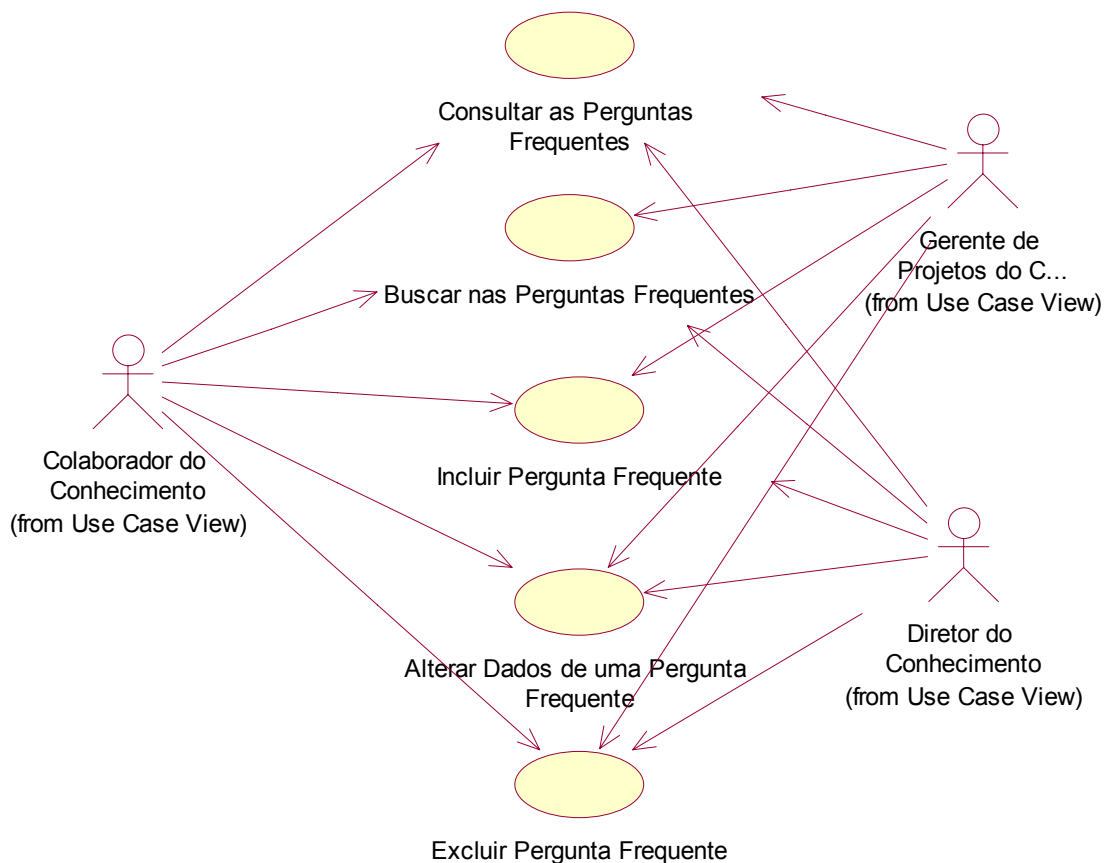 Consultar as Perguntas
Frequentes
Gerente de
Projetos do C...
(from Use Case View)
Buscar nas Perguntas Frequentes
Colaborador do
Conhecimento
(from Use Case View)
Incluir Pergunta Frequente
Diretor do
Conhecimento
(from Use Case View)
Alterar Dados de uma Pergunta
Frequente
Excluir Pergunta Frequente